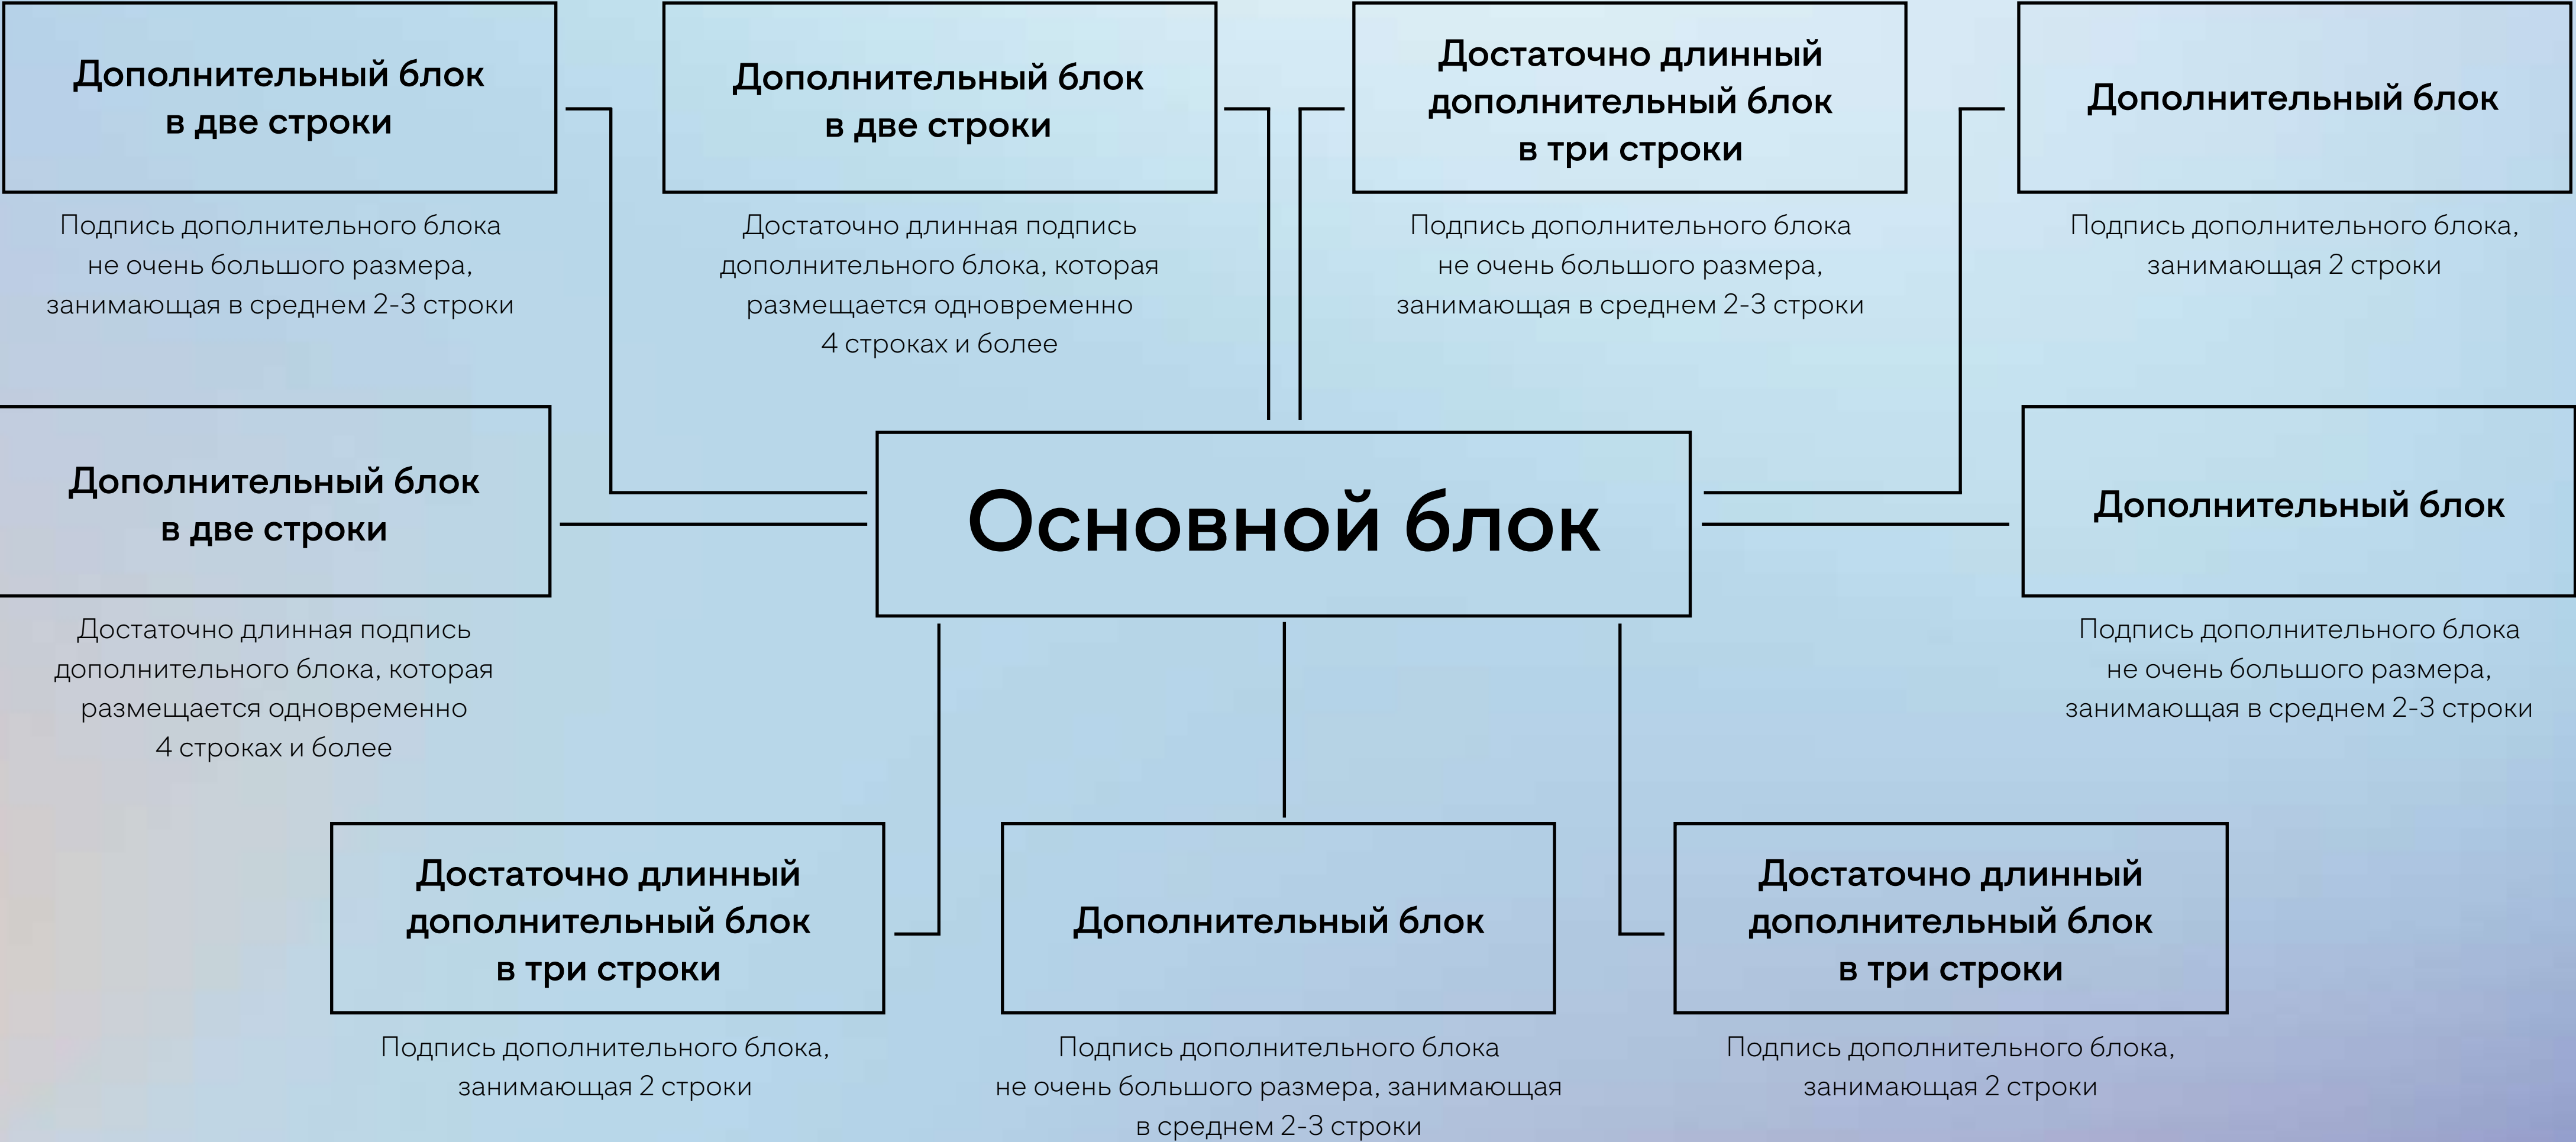 Дополнительный блок
в две строки
Подпись дополнительного блока
не очень большого размера,
занимающая в среднем 2-3 строки
Дополнительный блок
в две строки
Достаточно длинная подпись
дополнительного блока, которая
размещается одновременно
4 строках и более
Достаточно длинный
дополнительный блок
в три строки
Подпись дополнительного блока
не очень большого размера,
занимающая в среднем 2-3 строки
Дополнительный блок
Подпись дополнительного блока,
занимающая 2 строки
Дополнительный блок
в две строки
Достаточно длинная подпись
дополнительного блока, которая
размещается одновременно
4 строках и более
Основной блок
Дополнительный блок
Подпись дополнительного блока
не очень большого размера,
занимающая в среднем 2-3 строки
Достаточно длинный
дополнительный блок
в три строки
Подпись дополнительного блока,
занимающая 2 строки
Дополнительный блок
Подпись дополнительного блока
не очень большого размера, занимающая
в среднем 2-3 строки
Достаточно длинный
дополнительный блок
в три строки
Подпись дополнительного блока,
занимающая 2 строки